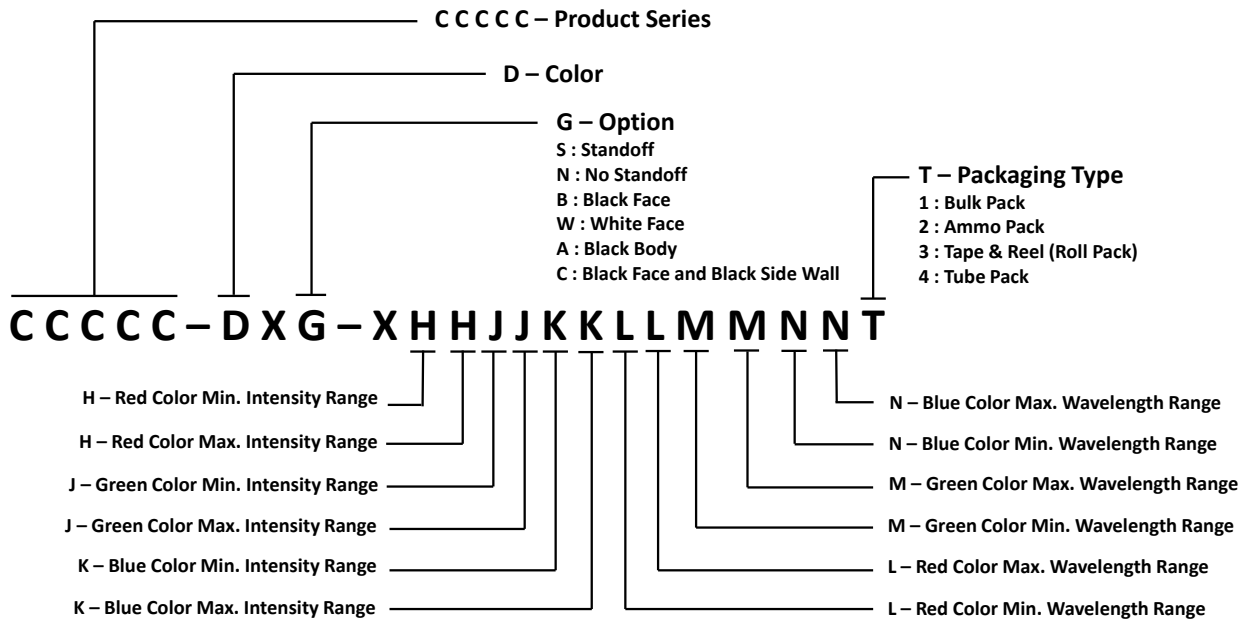 C C C C C – Product Series
D – Color
G – Option
S : Standoff
N : No Standoff
B : Black Face
W : White Face
A : Black Body
C : Black Face and Black Side Wall
T – Packaging Type
1 : Bulk Pack
2 : Ammo Pack
3 : Tape & Reel (Roll Pack)
4 : Tube Pack
C C C C C – D X G – X H H J J K K L L M M N N T
H – Red Color Min. Intensity Range
H – Red Color Max. Intensity Range
J – Green Color Min. Intensity Range
J – Green Color Max. Intensity Range
K – Blue Color Min. Intensity Range
K – Blue Color Max. Intensity Range
N – Blue Color Max. Wavelength Range
N – Blue Color Min. Wavelength Range
M – Green Color Max. Wavelength Range
M – Green Color Min. Wavelength Range
L – Red Color Max. Wavelength Range
L – Red Color Min. Wavelength Range